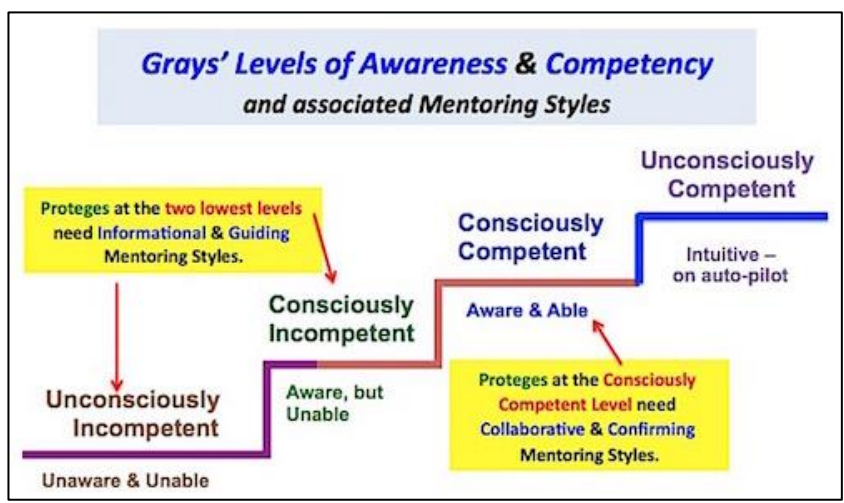 Grays' Levels of Awareness & Competency
and associated Mentoring Styles
Unconsciously
Competent
Intuitive –
on auto-pilot
Proteges at the two lowest levels
need Informational & Guiding
Mentoring Styles.
Consciously
Competent
Aware & Able
Consciously
Incompetent
Aware, but
Unable
Proteges at the Consciously
Competent Level need
Collaborative & Confirming
Mentoring Styles.
Unconsciously
Incompetent
Unaware & Unable